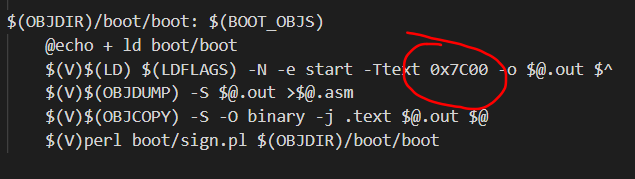 $(OBJDIR)/boot/boot: $(BOOT_OBJS)
@echo + ld boot/boot
$(V)$(LD) $(LDFLAGS) -N -e start -Ttext 0x7C00 -o $@.out $^
$(V)$(OBJDUMP) -S $@.out >$@.asm
$(V)$(OBJCOPY) -S -O binary -j .text $@.out $@
$(V)perl boot/sign.pl $(OBJDIR)/boot/boot